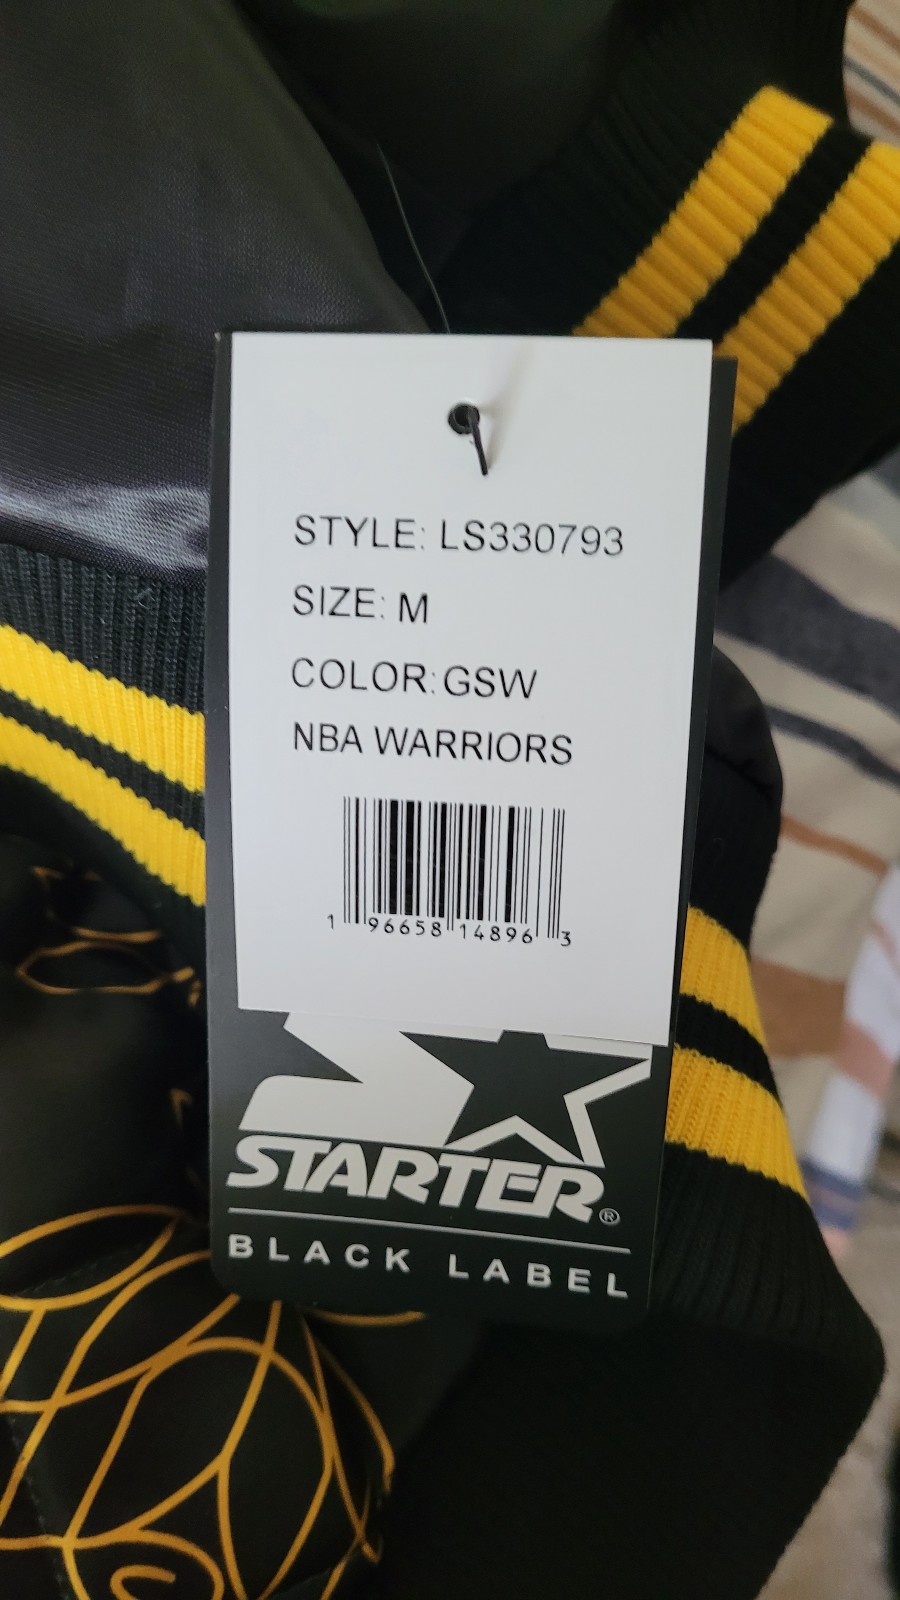 STYLE: LS330793
SIZE: M
COLOR: GSW
NBA WARRIORS
1 96658 14896 3
STARTER®
BLACK LABEL